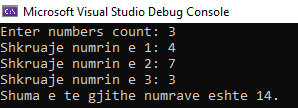 Microsoft Visual Studio Debug Console
Enter numbers count: 3
Shkruaje numrin e 1: 4
Shkruaje numrin e 2: 7
Shkruaje numrin e 3: 3
Shuma e te gjithe numrave eshte 14.